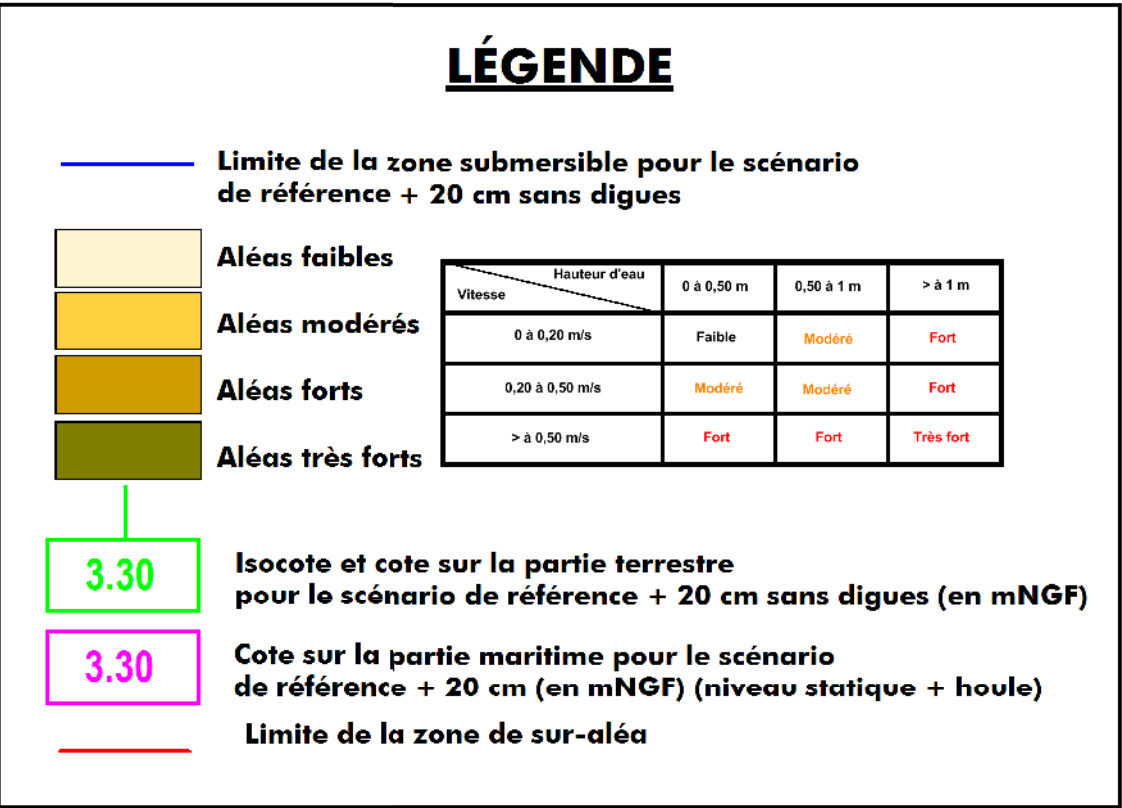 LÉGENDE
Limite de la zone submersible pour le scénario
de référence + 20 cm sans digues
Aléas faibles
Aléas modérés
Aléas forts
Aléas très forts
Hauteur d'eau
Vitesse
0 à 0,50 m
0,50 à 1 m
> à 1 m
0 à 0,20 m/s
Faible
Modéré
Fort
0,20 à 0,50 m/s
Modéré
Modéré
Fort
> à 0,50 m/s
Fort
Fort
Très fort
3.30
Isocote et cote sur la partie terrestre
pour le scénario de référence + 20 cm sans digues (en mNGF)
3.30
Cote sur la partie maritime pour le scénario
de référence + 20 cm (en mNGF) (niveau statique + houle)
Limite de la zone de sur-aléa